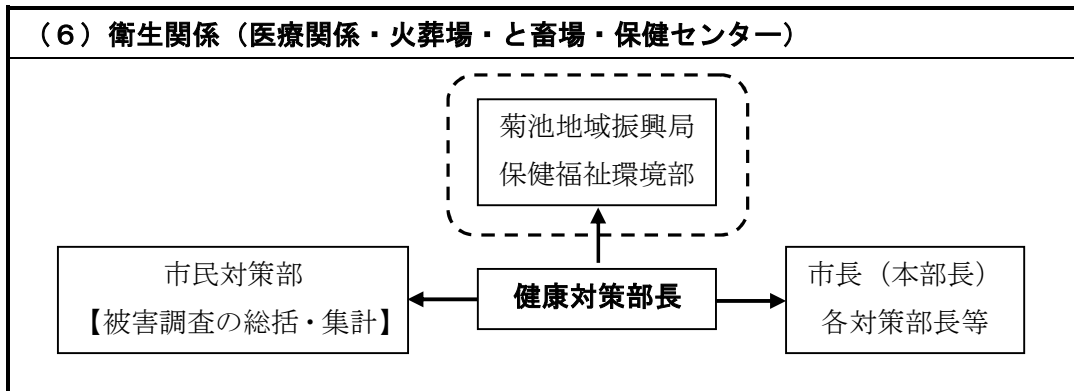 （６）衛生関係（医療関係・火葬場・と畜場・保健センター）
菊池地域振興局
保健福祉環境部
市民対策部
【被害調査の総括・集計】
健康対策部長
市長（本部長）
各対策部長等